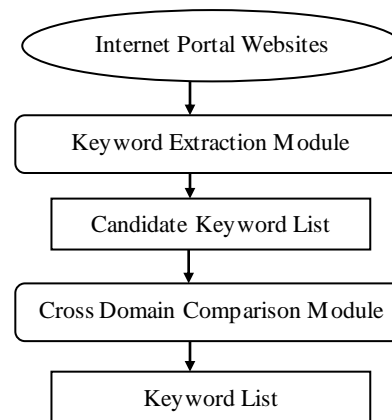 Internet Portal Websites
Keyword Extraction Module
Candidate Keyword List
Cross Domain Comparison Module
Keyword List